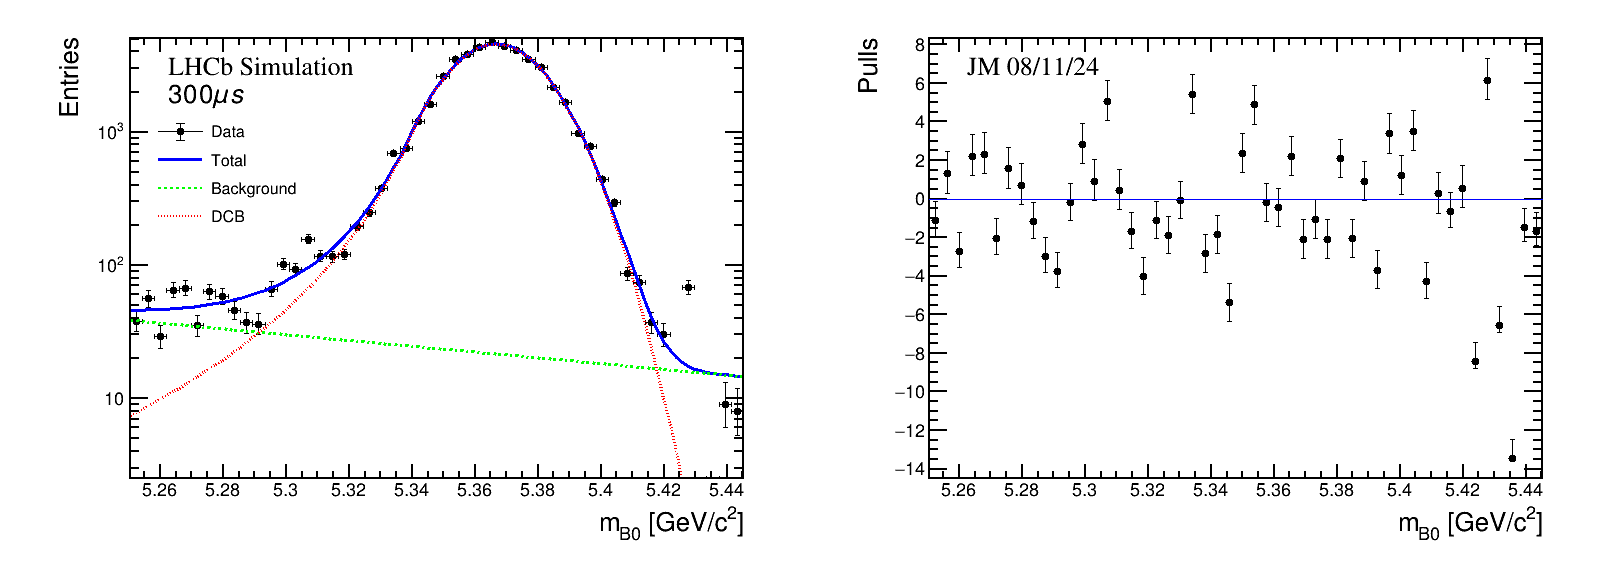 Entries
LHCb Simulation
300μs
Data
Total
Background
DCB
10³
10²
10
5.26 5.28 5.3 5.32 5.34 5.36 5.38 5.4 5.42 5.44
m_B0 [GeV/c²]
Pulls
JM 08/11/24
8
6
4
2
0
−2
−4
−6
−8
−10
−12
−14
5.26 5.28 5.3 5.32 5.34 5.36 5.38 5.4 5.42 5.44
m_B0 [GeV/c²]